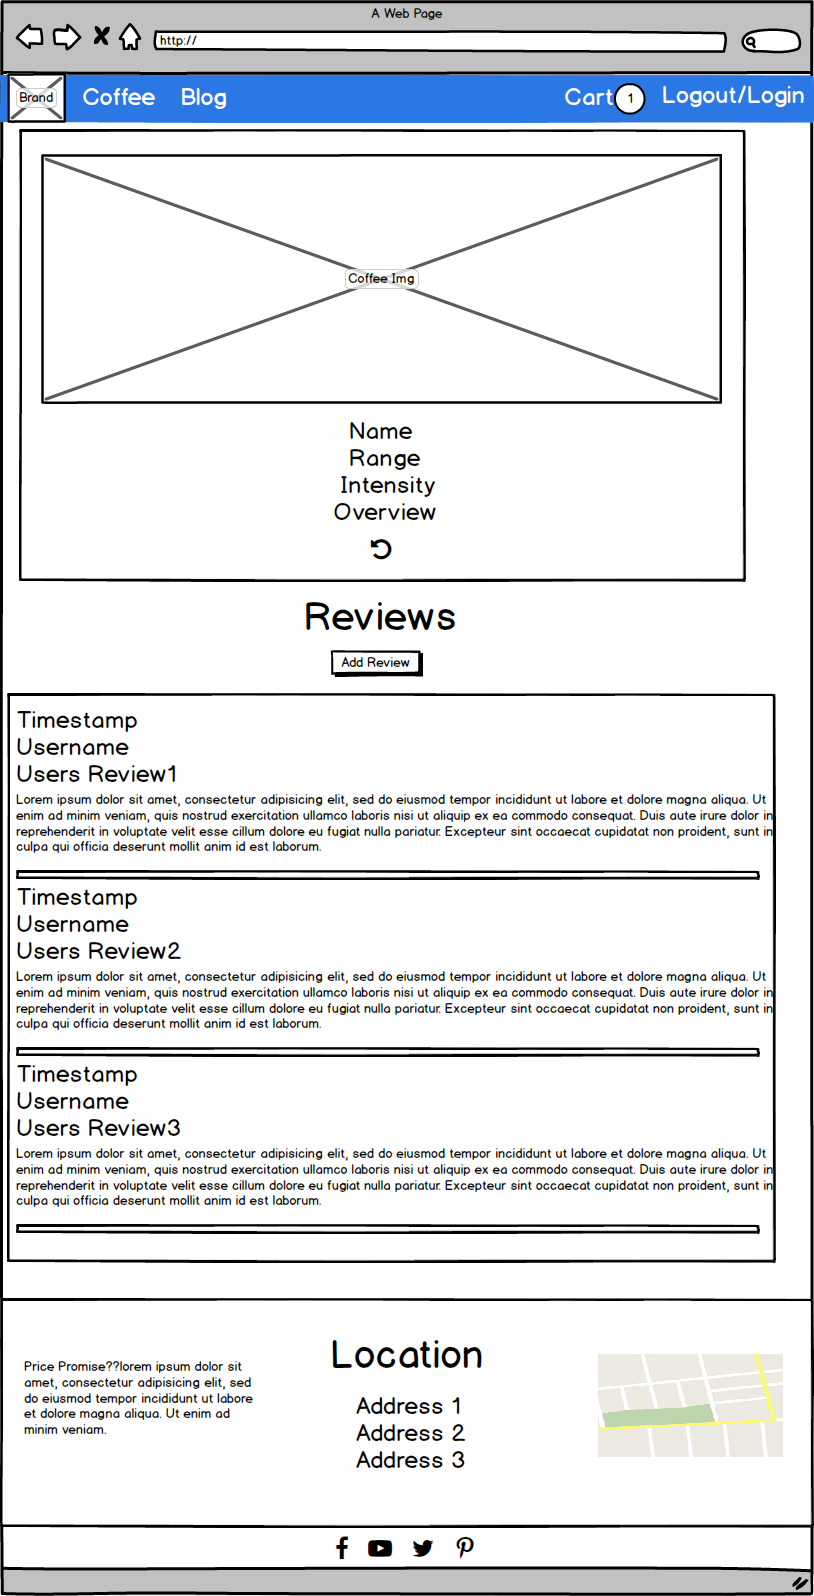 A Web Page
http://
Brand
Coffee
Blog
Cart
1
Logout/Login
Coffee Img
Name
Range
Intensity
Overview
Reviews
Add Review
Timestamp
Username
Users Review1
Lorem ipsum dolor sit amet, consectetur adipisicing elit, sed do eiusmod tempor incididunt ut labore et dolore magna aliqua. Ut
enim ad minim veniam, quis nostrud exercitation ullamco laboris nisi ut aliquip ex ea commodo consequat. Duis aute irure dolor in
reprehenderit in voluptate velit esse cillum dolore eu fugiat nulla pariatur. Excepteur sint occaecat cupidatat non proident, sunt in
culpa qui officia deserunt mollit anim id est laborum.
Timestamp
Username
Users Review2
Lorem ipsum dolor sit amet, consectetur adipisicing elit, sed do eiusmod tempor incididunt ut labore et dolore magna aliqua. Ut
enim ad minim veniam, quis nostrud exercitation ullamco laboris nisi ut aliquip ex ea commodo consequat. Duis aute irure dolor in
reprehenderit in voluptate velit esse cillum dolore eu fugiat nulla pariatur. Excepteur sint occaecat cupidatat non proident, sunt in
culpa qui officia deserunt mollit anim id est laborum.
Timestamp
Username
Users Review3
Lorem ipsum dolor sit amet, consectetur adipisicing elit, sed do eiusmod tempor incididunt ut labore et dolore magna aliqua. Ut
enim ad minim veniam, quis nostrud exercitation ullamco laboris nisi ut aliquip ex ea commodo consequat. Duis aute irure dolor in
reprehenderit in voluptate velit esse cillum dolore eu fugiat nulla pariatur. Excepteur sint occaecat cupidatat non proident, sunt in
culpa qui officia deserunt mollit anim id est laborum.
Price Promise??lorem ipsum dolor sit
amet, consectetur adipisicing elit, sed
do eiusmod tempor incididunt ut labore
et dolore magna aliqua. Ut enim ad
minim veniam.
Location
Address 1
Address 2
Address 3